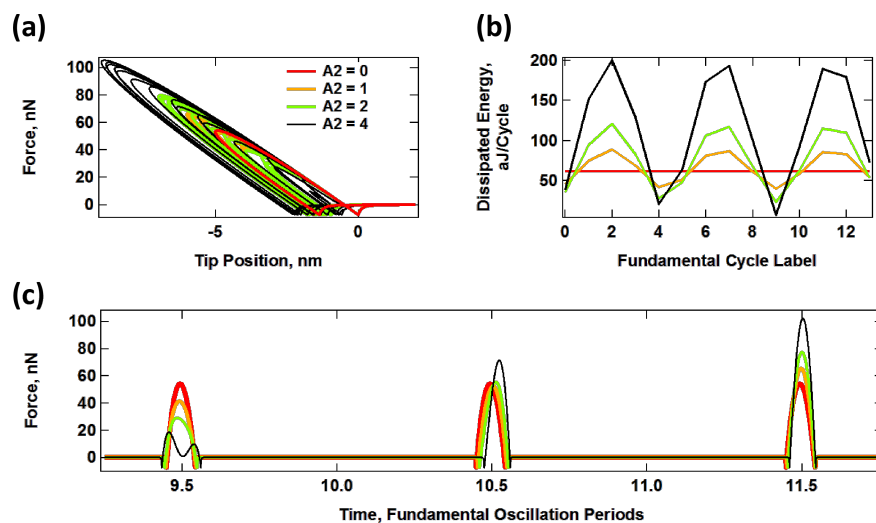 (a)
100
80
60
40
20
0
Force, nN
-5
0
Tip Position, nm
A2 = 0
A2 = 1
A2 = 2
A2 = 4
(b)
200
150
100
50
Dissipated Energy,
aJ/Cycle
0
2
4
6
8
10
12
Fundamental Cycle Label
(c)
100
80
60
40
20
0
Force, nN
9.5
10.0
10.5
11.0
11.5
Time, Fundamental Oscillation Periods